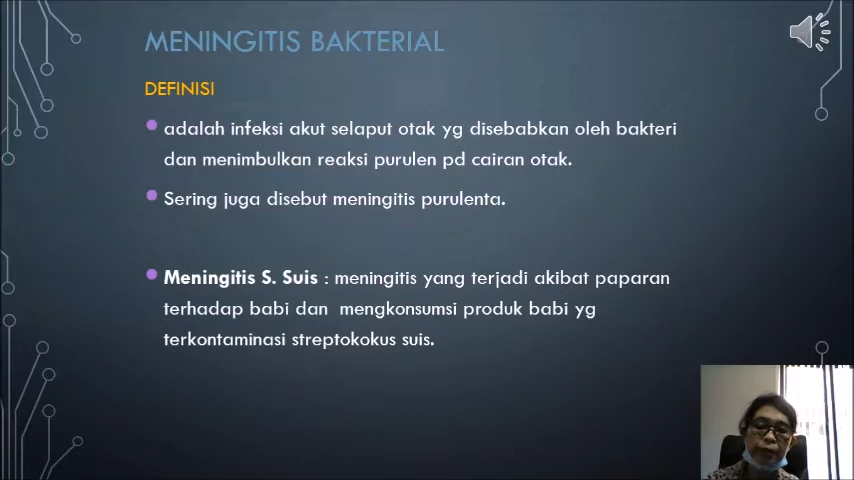 MENINGITIS BAKTERIAL
DEFINISI
adalah infeksi akut selaput otak yg disebabkan oleh bakteri
dan menimbulkan reaksi purulen pd cairan otak.
Sering juga disebut meningitis purulenta.
Meningitis S. Suis : meningitis yang terjadi akibat paparan
terhadap babi dan mengkonsumsi produk babi yg
terkontaminasi streptokokus suis.